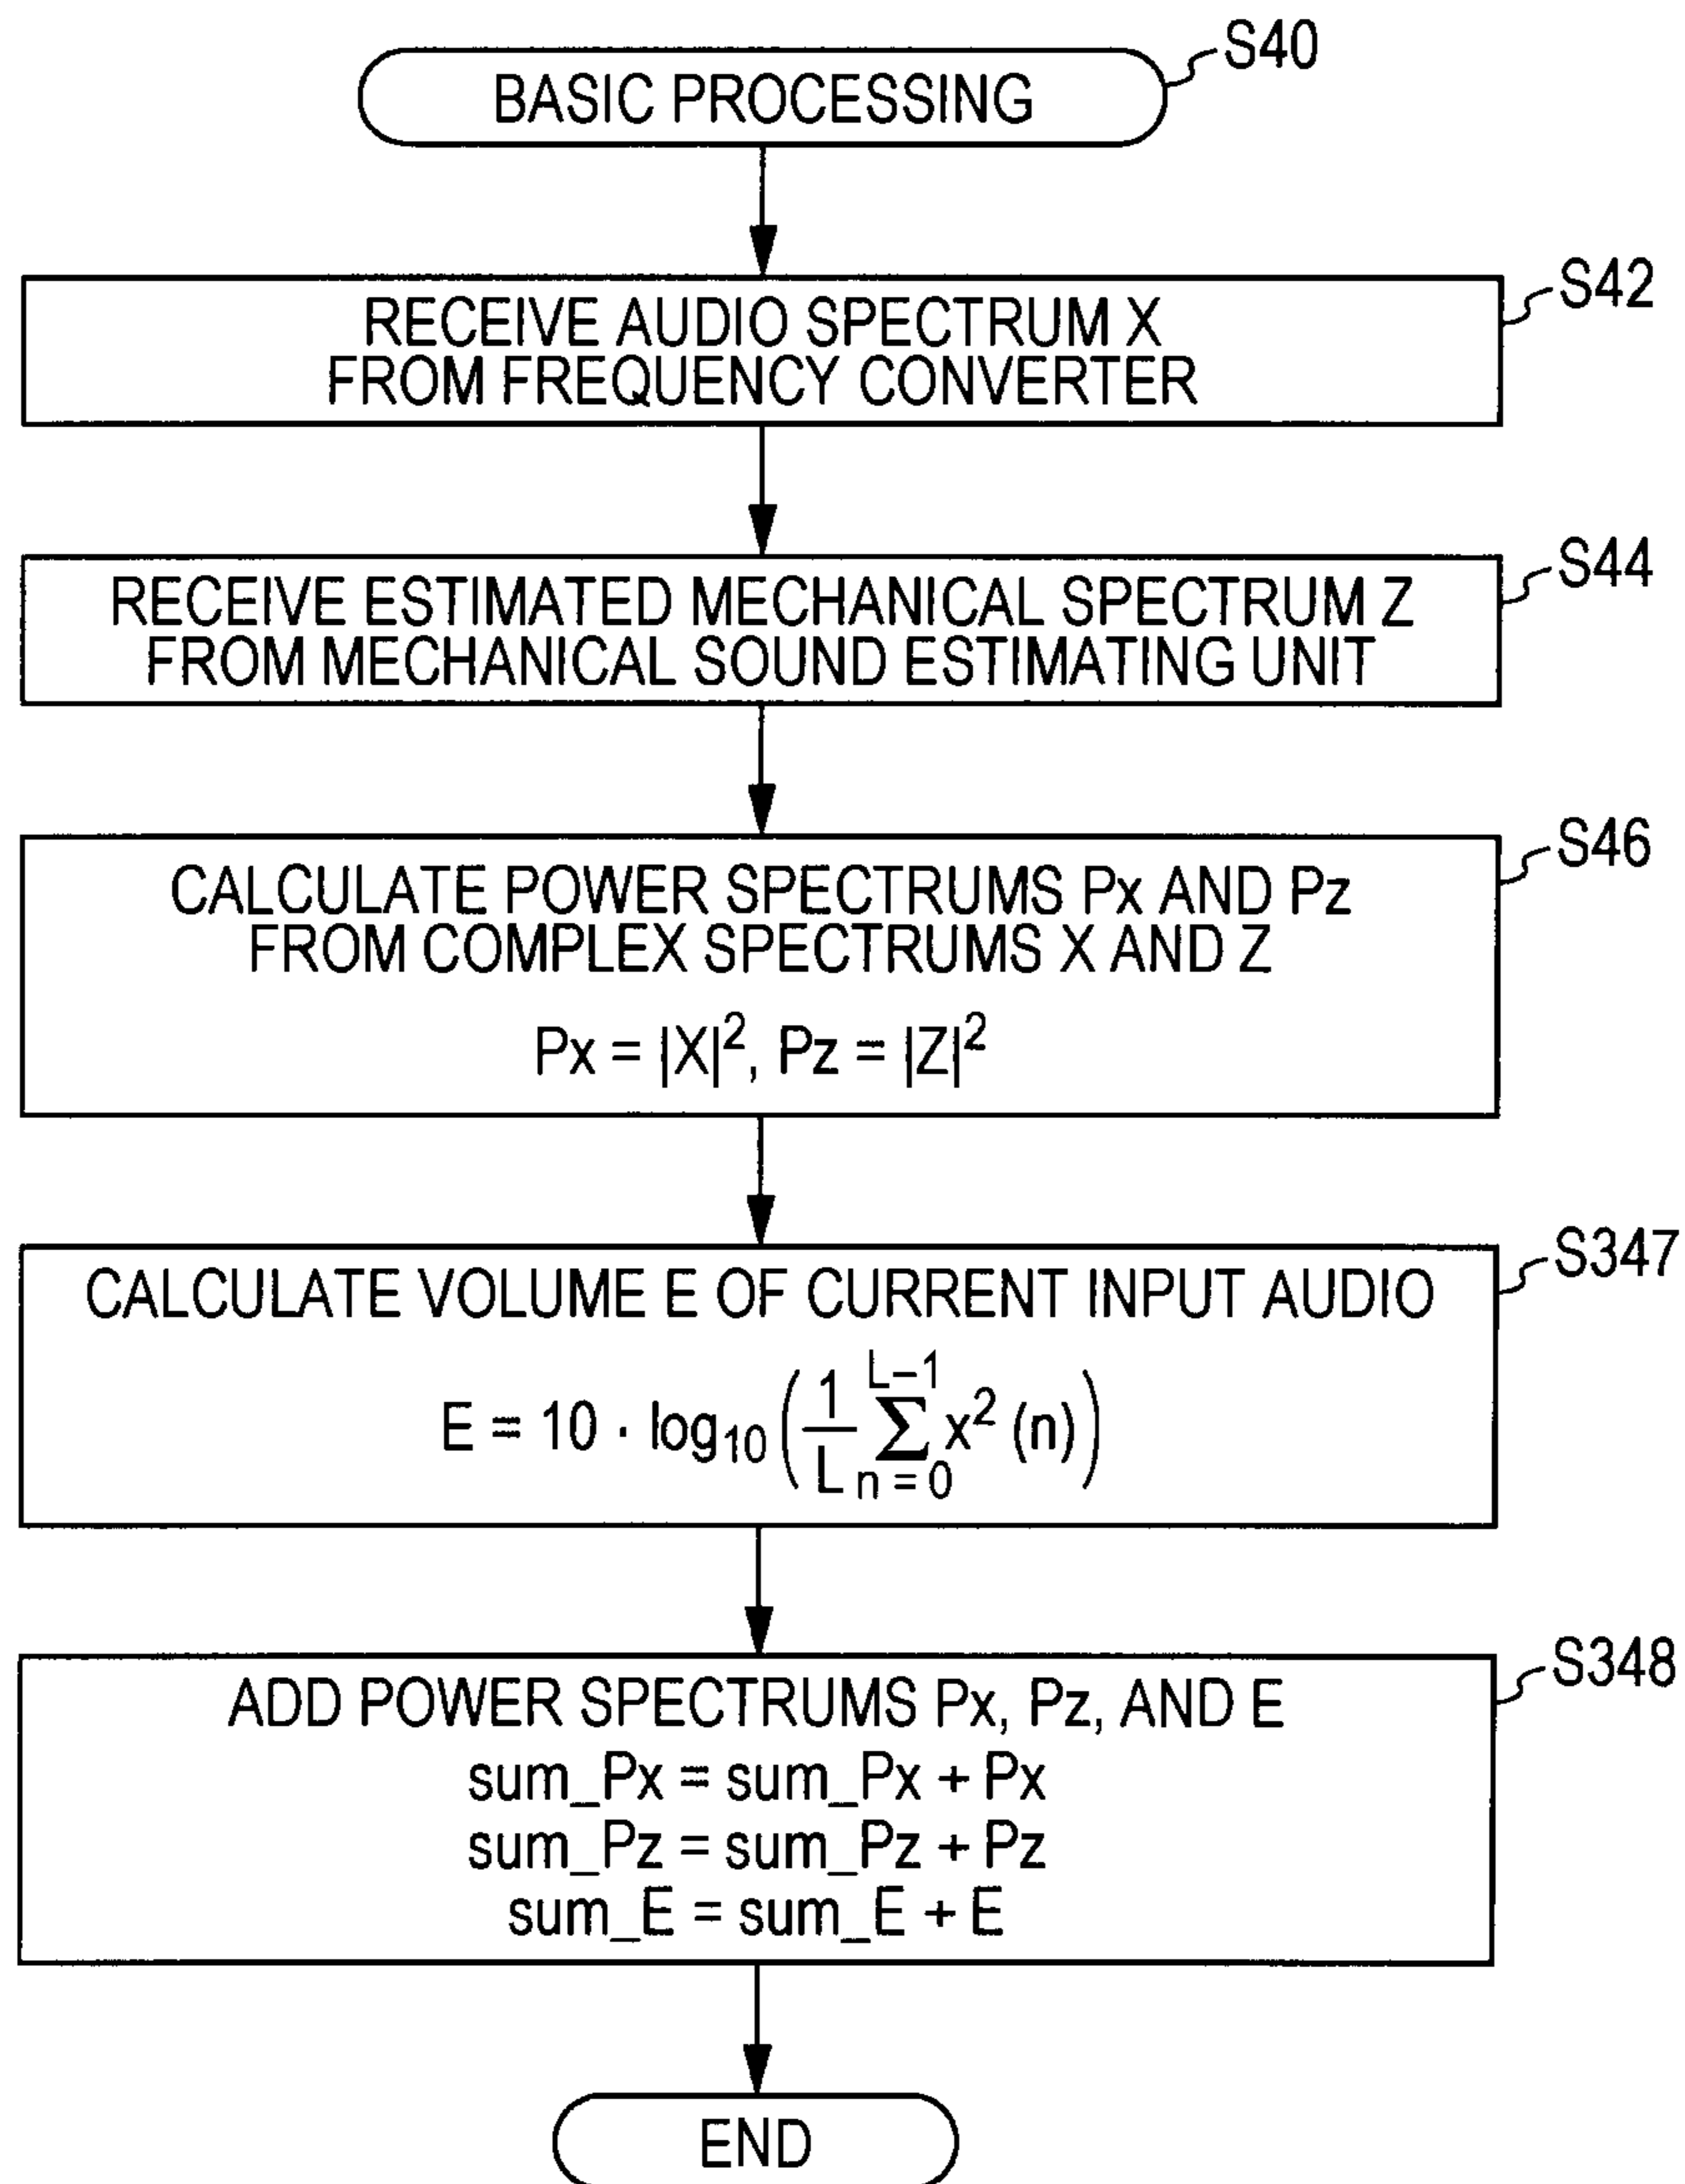 BASIC PROCESSING
S40
RECEIVE AUDIO SPECTRUM X
FROM FREQUENCY CONVERTER
S42
RECEIVE ESTIMATED MECHANICAL SPECTRUM Z
FROM MECHANICAL SOUND ESTIMATING UNIT
S44
CALCULATE POWER SPECTRUMS Px AND Pz
FROM COMPLEX SPECTRUMS X AND Z
Px = |X|², Pz = |Z|²
S46
CALCULATE VOLUME E OF CURRENT INPUT AUDIO
E = 10 · log₁₀ (1/L Σ_{n=0}^{L-1} x² (n))
S347
ADD POWER SPECTRUMS Px, Pz, AND E
sum_Px = sum_Px + Px
sum_Pz = sum_Pz + Pz
sum_E = sum_E + E
S348
END